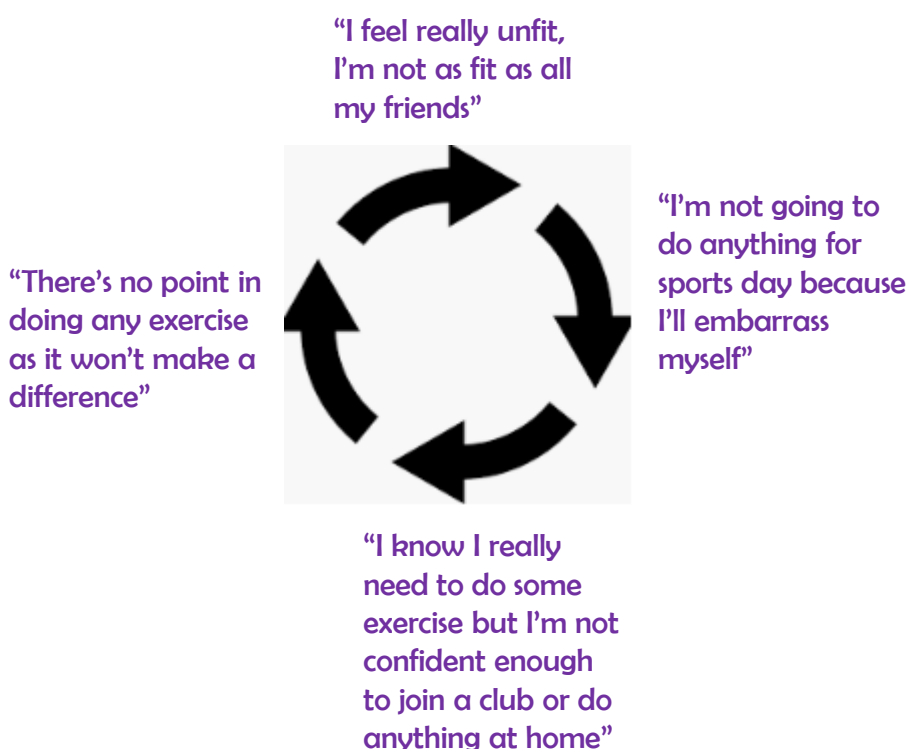 “I feel really unfit,
I’m not as fit as all
my friends”
“I’m not going to
do anything for
sports day because
I’ll embarrass
myself”
“I know I really
need to do some
exercise but I’m not
confident enough
to join a club or do
anything at home”
“There’s no point in
doing any exercise
as it won’t make a
difference”